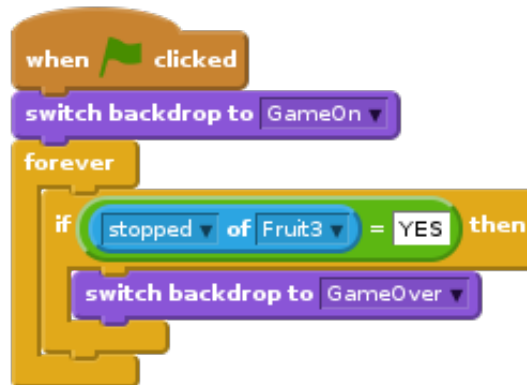 when clicked
switch backdrop to GameOn
forever
if stopped of Fruit3 = YES then
switch backdrop to GameOver